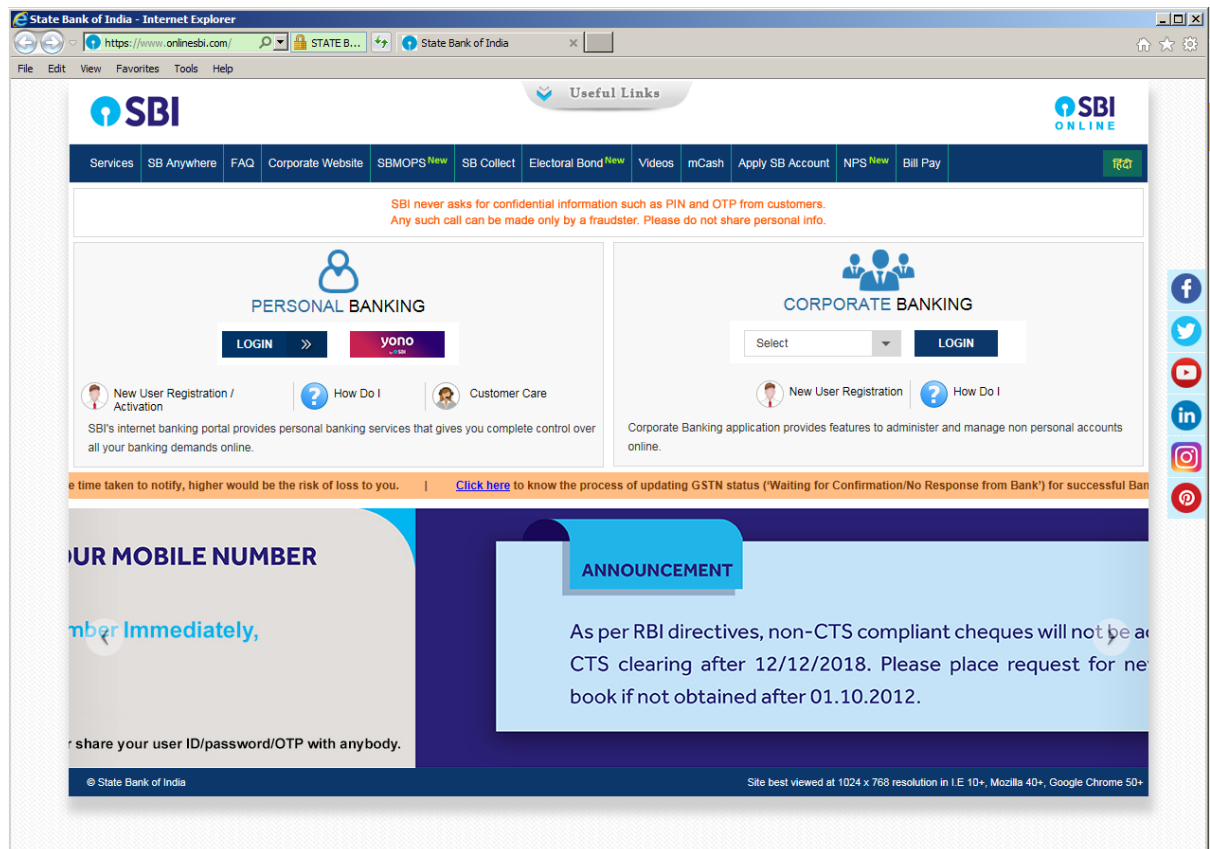 State Bank of India - Internet Explorer
https://www.onlinesbi.com/ STATE B... State Bank of India
File Edit View Favorites Tools Help
Useful Links
SBI
SBI
ONLINE
Services SB Anywhere FAQ Corporate Website SBMOPS New SB Collect Electoral Bond New Videos mCash Apply SB Account NPS New Bill Pay हिंदी
SBI never asks for confidential information such as PIN and OTP from customers.
Any such call can be made only by a fraudster. Please do not share personal info.
PERSONAL BANKING
LOGIN »
yono
by SBI
New User Registration /
Activation
How Do I
Customer Care
SBI's internet banking portal provides personal banking services that gives you complete control over
all your banking demands online.
CORPORATE BANKING
Select
LOGIN
New User Registration
How Do I
Corporate Banking application provides features to administer and manage non personal accounts
online.
e time taken to notify, higher would be the risk of loss to you. | Click here to know the process of updating GSTN status (‘Waiting for Confirmation/No Response from Bank’) for successful Ban
UR MOBILE NUMBER
mber Immediately,
r share your user ID/password/OTP with anybody.
ANNOUNCEMENT
As per RBI directives, non-CTS compliant cheques will not be ac
CTS clearing after 12/12/2018. Please place request for ne
book if not obtained after 01.10.2012.
© State Bank of India
Site best viewed at 1024 x 768 resolution in I.E 10+, Mozilla 40+, Google Chrome 50+